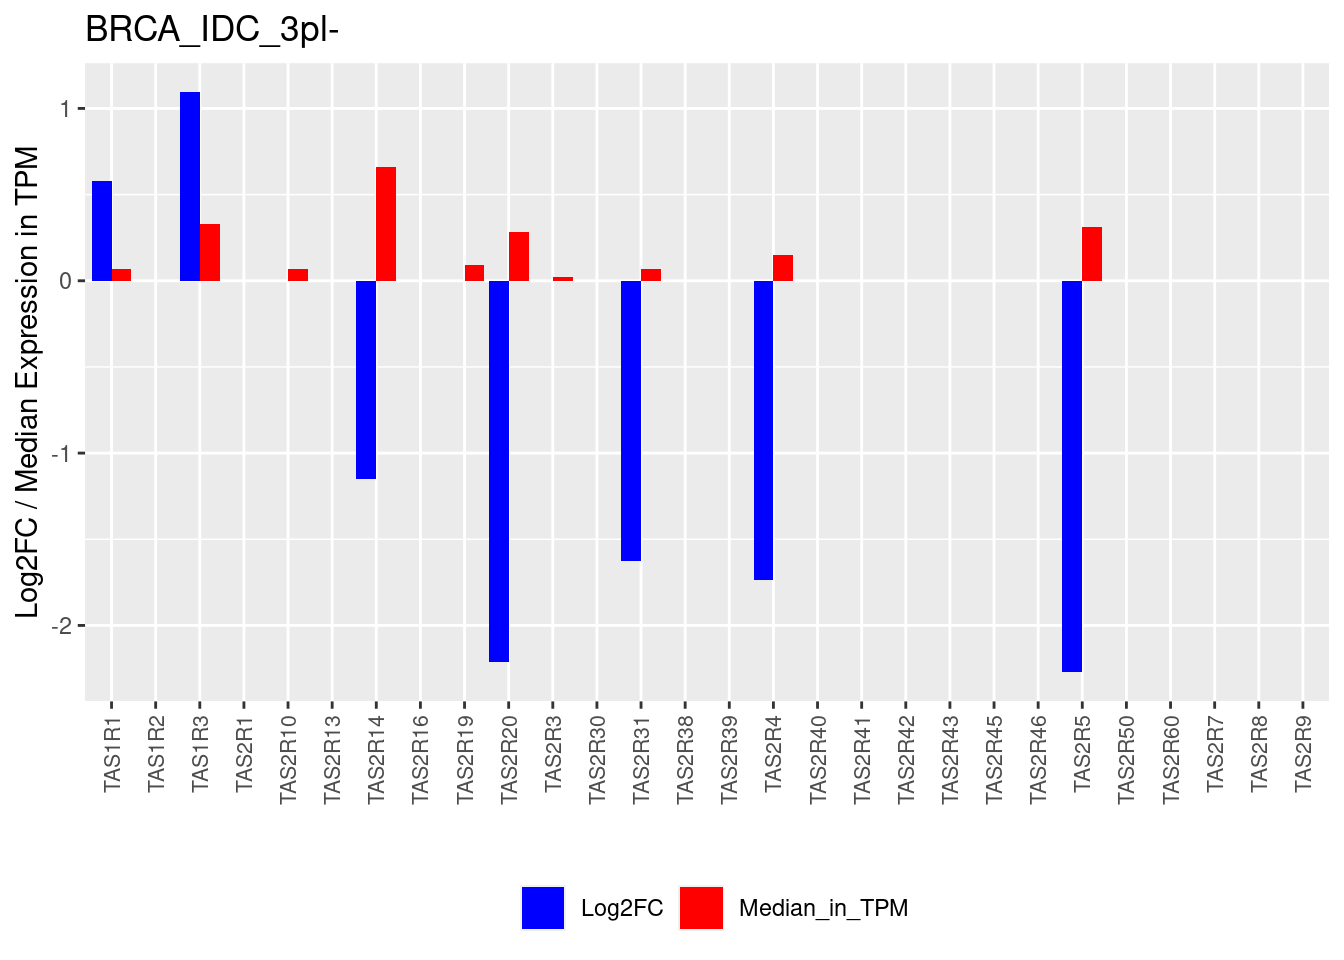 BRCA_IDC_3pl-
Log2FC / Median Expression in TPM
1
0
-1
-2
TAS1R1
TAS1R2
TAS1R3
TAS2R1
TAS2R10
TAS2R13
TAS2R14
TAS2R16
TAS2R19
TAS2R20
TAS2R3
TAS2R30
TAS2R31
TAS2R38
TAS2R39
TAS2R4
TAS2R40
TAS2R41
TAS2R42
TAS2R43
TAS2R45
TAS2R46
TAS2R5
TAS2R50
TAS2R60
TAS2R7
TAS2R8
TAS2R9
Log2FC
Median_in_TPM